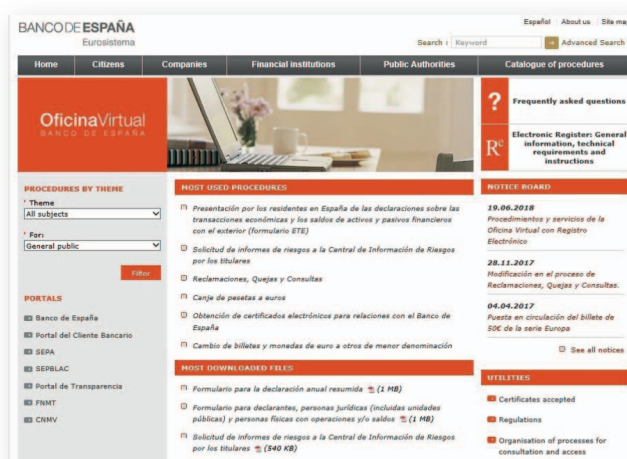 BANCO DE ESPAÑA
Eurosistema
Español About us Site map
Search : Keyword Advanced Search
Home Citizens Companies Financial institutions Public Authorities Catalogue of procedures
OficinaVirtual
BANCO DE ESPAÑA
? Frequently asked questions
Re Electronic Register: General
information, technical
requirements and
instructions
PROCEDURES BY THEME
Theme
All subjects
For:
General public
Filter
PORTALS
Banco de España
Portal del Cliente Bancario
SEPA
SEPBLAC
Portal de Transparencia
FNMT
CNMV
MOST USED PROCEDURES
Presentación por los residentes en España de las declaraciones sobre las
transacciones económicas y los saldos de activos y pasivos financieros
con el exterior (formulario ETE)
Solicitud de informes de riesgos a la Central de Información de Riesgos
por los titulares
Reclamaciones, Quejas y Consultas
Canje de pesetas a euros
Obtención de certificados electrónicos para relaciones con el Banco de
España
Cambio de billetes y monedas de euro a otros de menor denominación
MOST DOWNLOADED FILES
Formulario para la declaración anual resumida (1 MB)
Formulario para declarantes, personas jurídicas (incluidas unidades
públicas) y personas físicas con operaciones y/o saldos (1 MB)
Solicitud de informes de riesgos a la Central de Información de Riesgos
por los titulares (540 KB)
NOTICE BOARD
19.06.2018
Procedimientos y servicios de la
Oficina Virtual con Registro
Electrónico
28.11.2017
Modificación en el proceso de
Reclamaciones, Quejas y Consultas.
04.04.2017
Puesta en circulación del billete de
50€ de la serie Europa
See all notices
UTILITIES
Certificates accepted
Regulations
Organisation of processes for
consultation and access